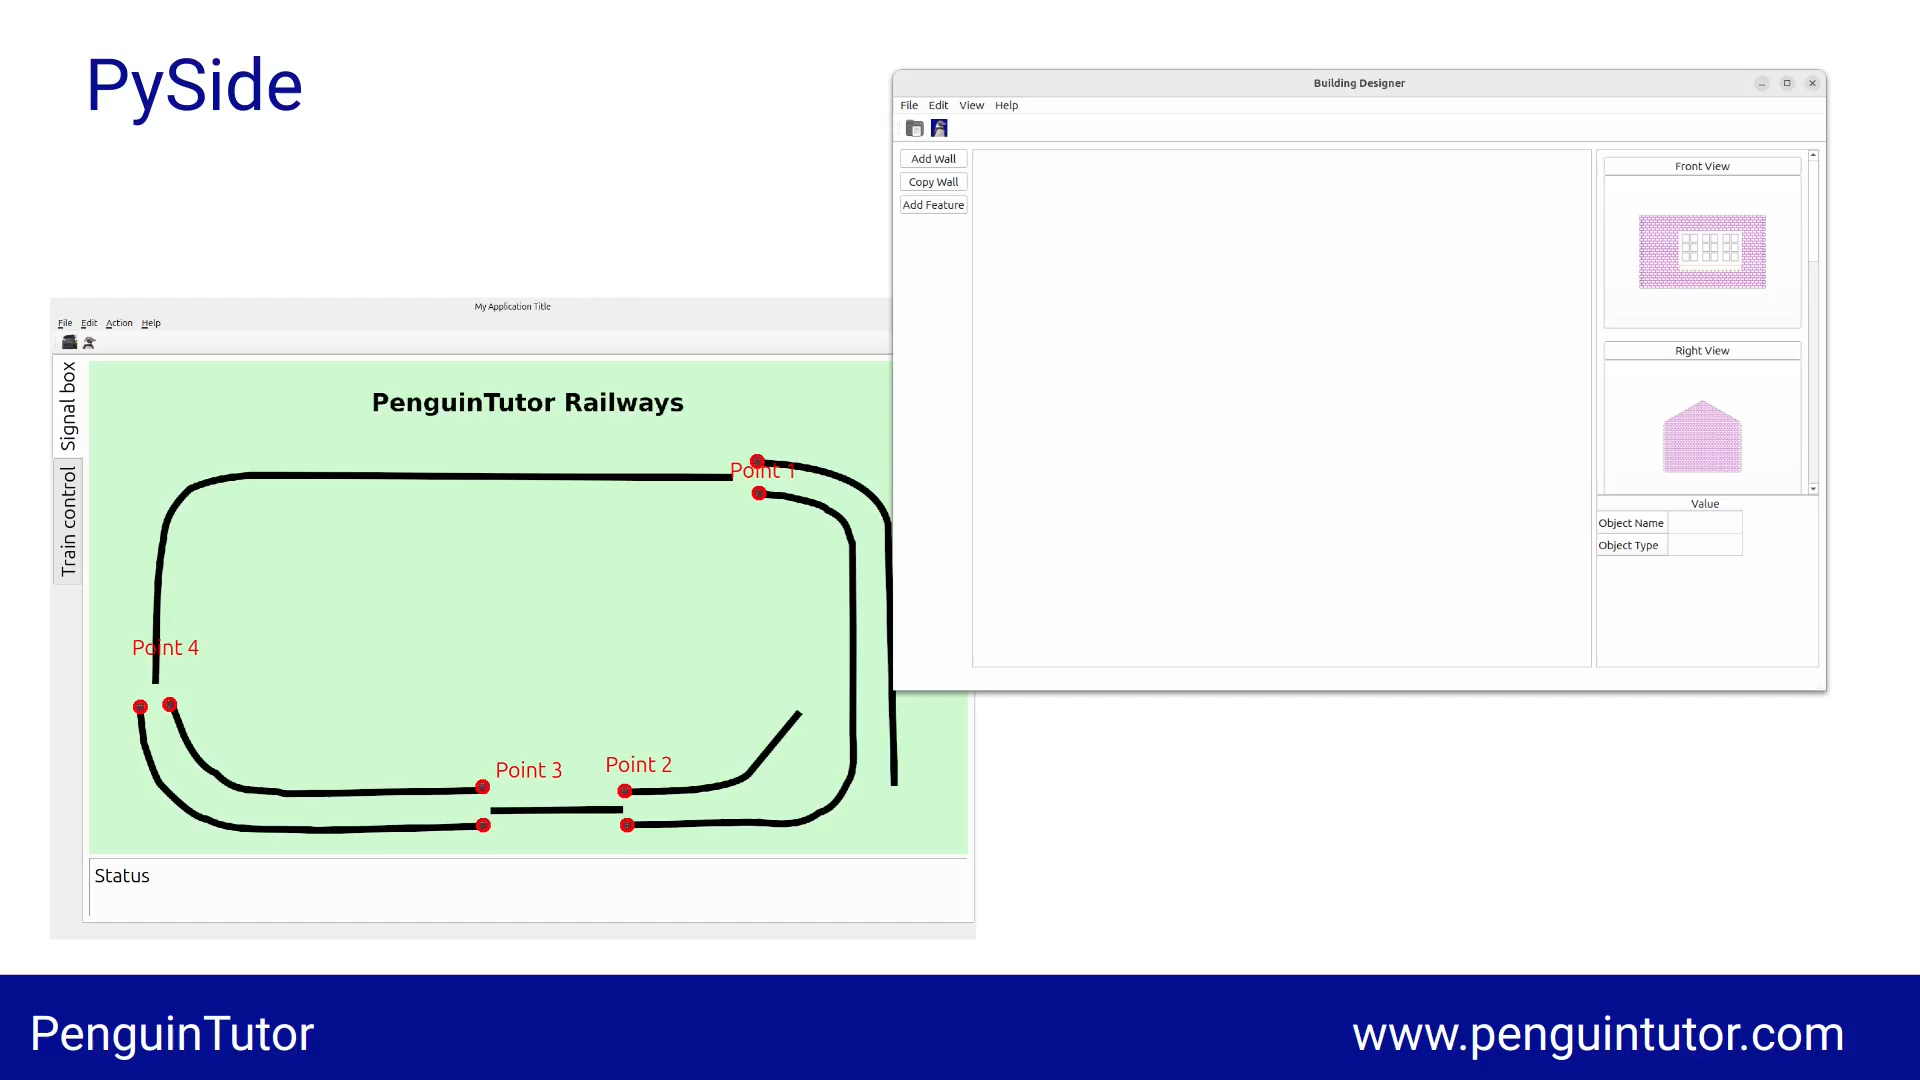 PySide
Building Designer
File Edit View Help
Add Wall
Copy Wall
Add Feature
Front View
Right View
Value
Object Name
Object Type
My Application Title
File Edit Action Help
Signal box
Train control
PenguinTutor Railways
Point 1
Point 4
Point 3
Point 2
Status
PenguinTutor
www.penguintutor.com